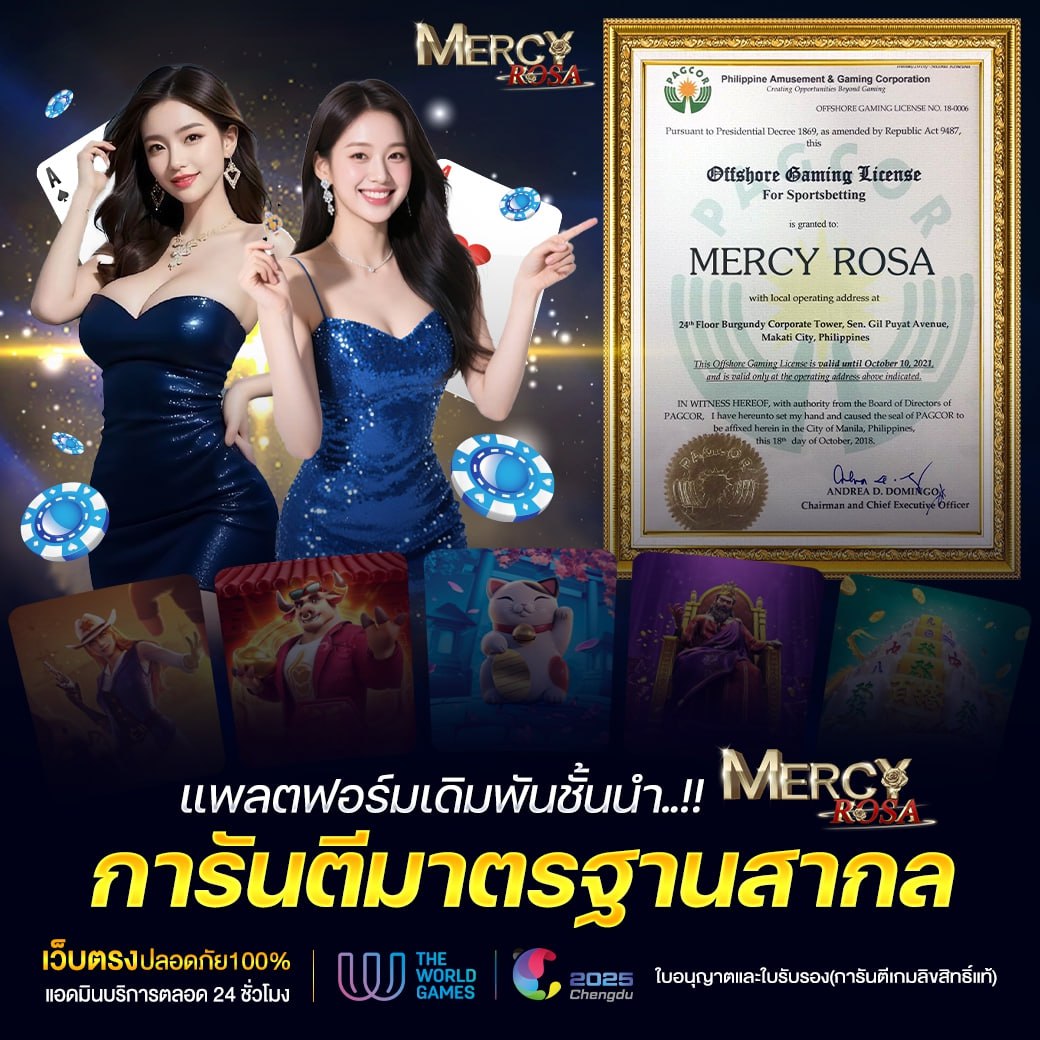 MERCY
ROSA
PAGCOR
Philippine Amusement & Gaming Corporation
Creating Opportunities Beyond Gaming
OFFSHORE GAMING LICENSE NO. 18-0006
Pursuant to Presidential Decree 1869, as amended by Republic Act 9487,
this
Offshore Gaming License
For Sportsbetting
is granted to:
MERCY ROSA
with local operating address at
24th Floor Burgundy Corporate Tower, Sen. Gil Puyat Avenue,
Makati City, Philippines
This Offshore Gaming License is valid until October 10, 2021,
and is valid only at the operating address above indicated.
IN WITNESS HEREOF, with authority from the Board of Directors of
PAGCOR, I have hereunto set my hand and caused the seal of PAGCOR to
be affixed herein in the City of Manila, Philippines,
this 18th day of October, 2018.
PAGCOR
ANDREA D. DOMINGO
Chairman and Chief Executive Officer
PAGCOR
A
แพลตฟอร์มเดิมพันชั้นนำ..!!
MERCY
ROSA
การันตีมาตรฐานสากล
เว็บตรงปลอดภัย100%
แอดมินบริการตลอด 24 ชั่วโมง
THE
WORLD
GAMES
2025
Chengdu
ใบอนุญาตและใบรับรอง(การันตีเกมลิขสิทธิ์แท้)